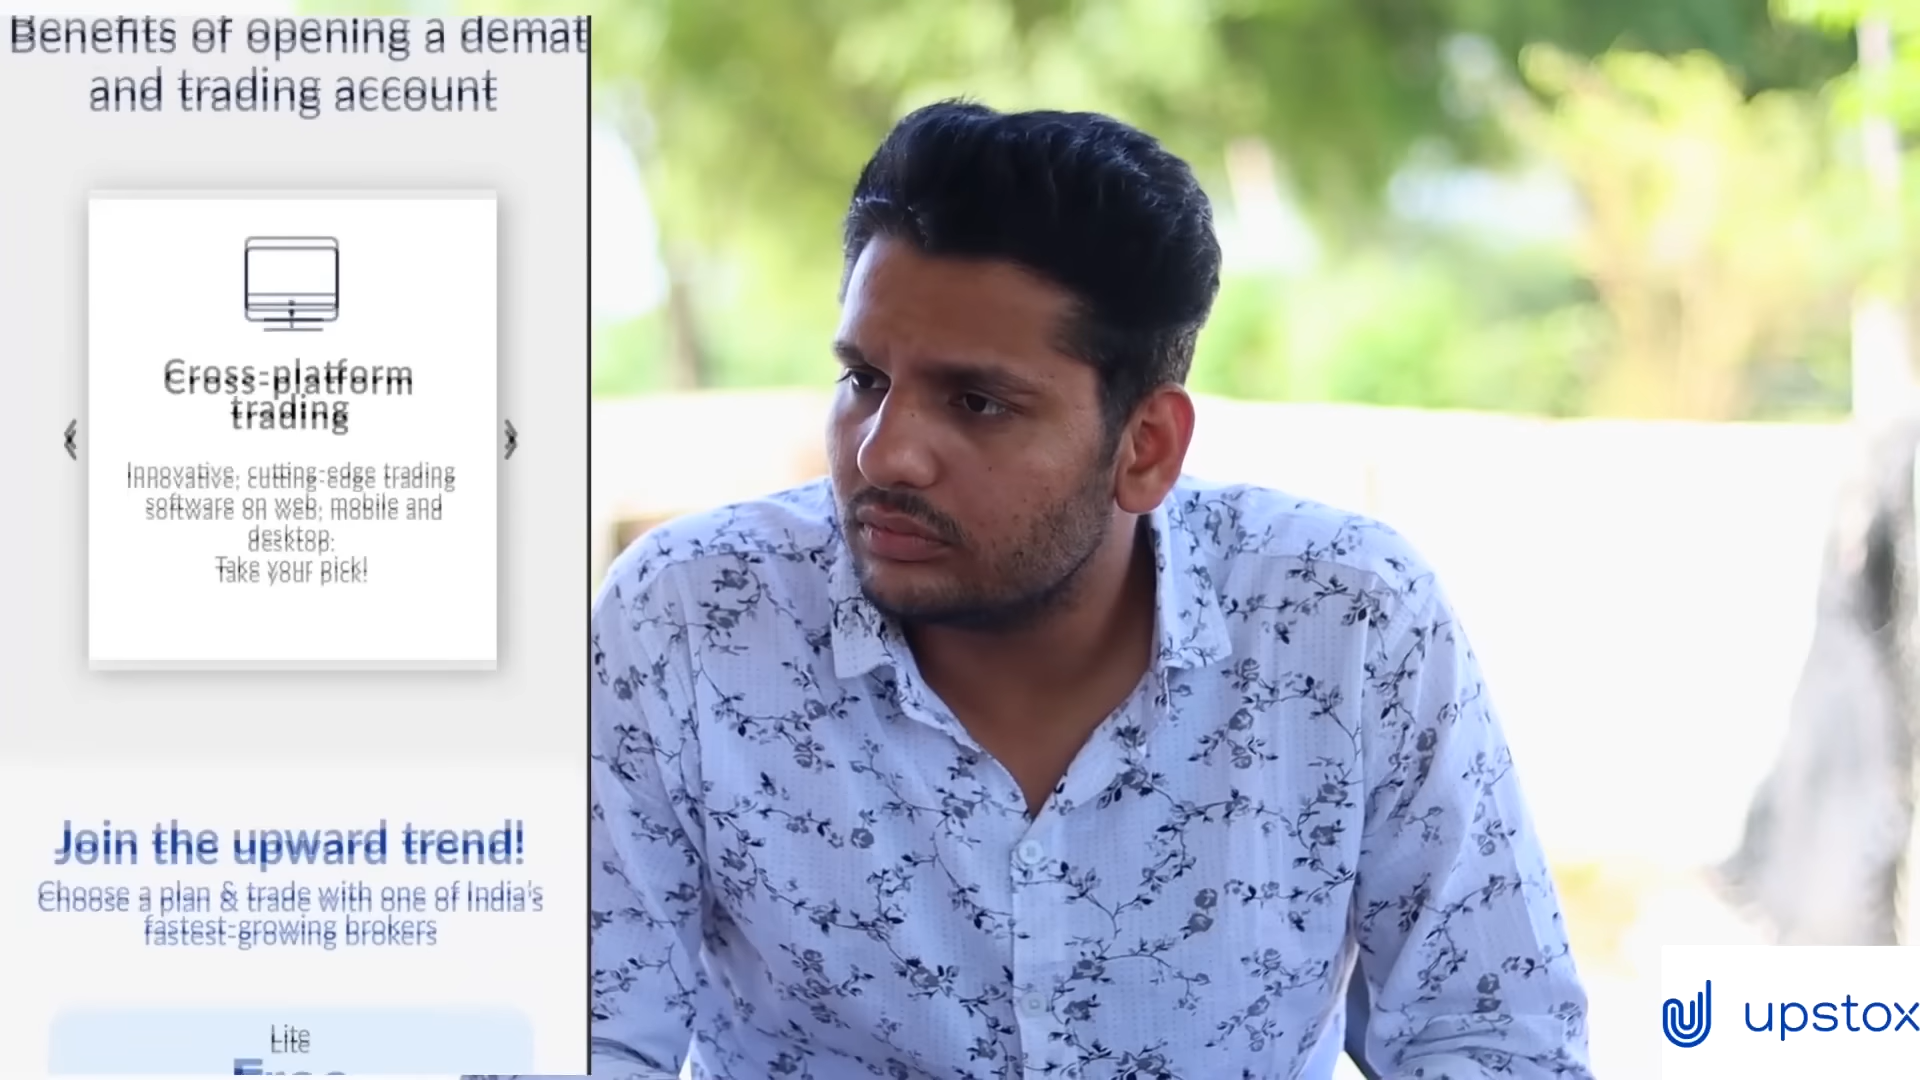 Benefits of opening a demat
and trading account
Cross-platform
trading
Innovative, cutting-edge trading
software on web, mobile and
desktop.
Take your pick!
Join the upward trend!
Choose a plan & trade with one of India's
fastest-growing brokers
Lite
Free
upstox